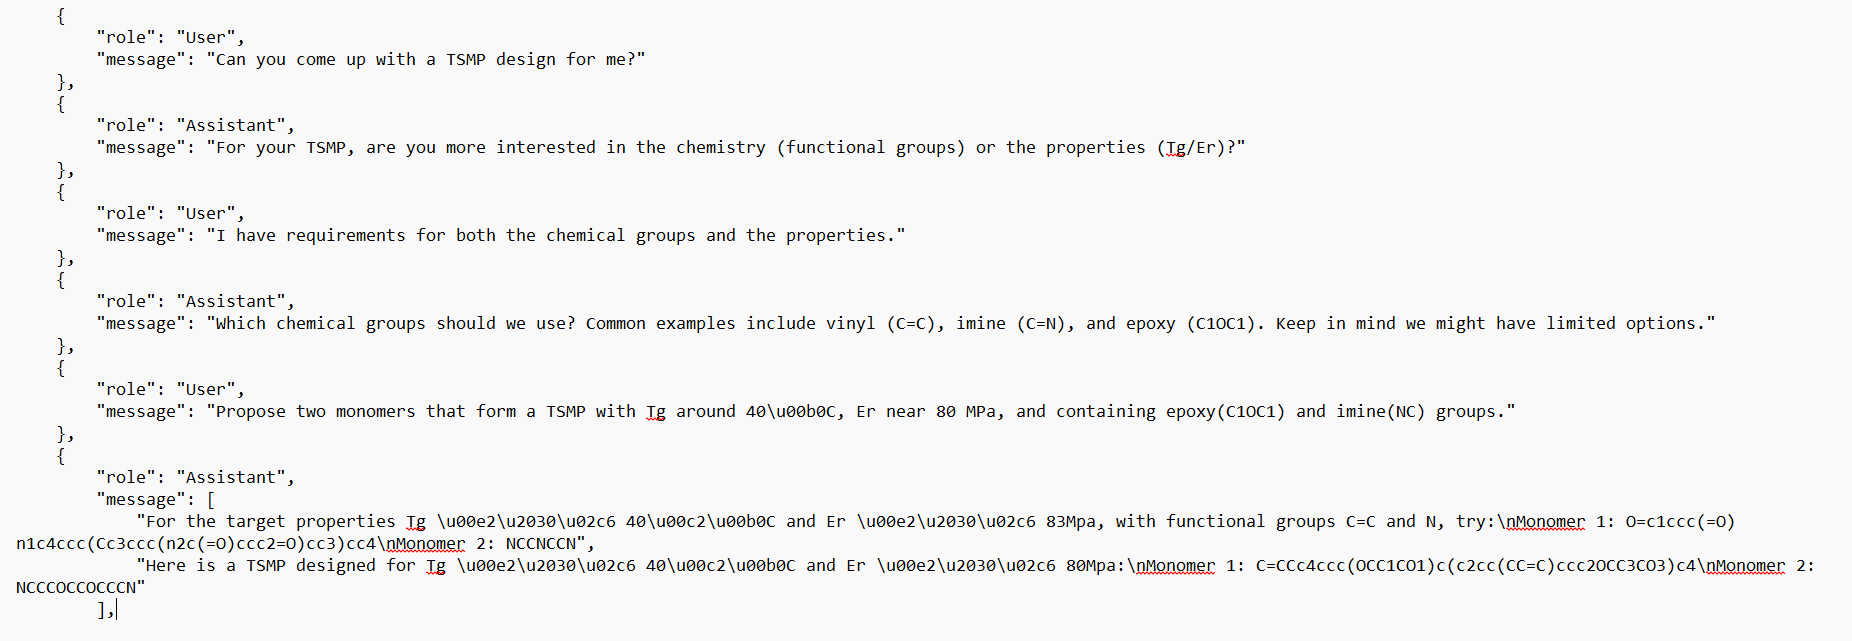 {
"role": "User",
"message": "Can you come up with a TSMP design for me?"
},
{
"role": "Assistant",
"message": "For your TSMP, are you more interested in the chemistry (functional groups) or the properties (Tg/Er)?"
},
{
"role": "User",
"message": "I have requirements for both the chemical groups and the properties."
},
{
"role": "Assistant",
"message": "Which chemical groups should we use? Common examples include vinyl (C=C), imine (C=N), and epoxy (C1OC1). Keep in mind we might have limited options."
},
{
"role": "User",
"message": "Propose two monomers that form a TSMP with Tg around 40\u00b0C, Er near 80 MPa, and containing epoxy(C1OC1) and imine(NC) groups."
},
{
"role": "Assistant",
"message": [
"For the target properties Tg \u00e2\u2030\u02c6 40\u00c2\u00b0C and Er \u00e2\u2030\u02c6 83Mpa, with functional groups C=C and N, try:\nMonomer 1: O=c1ccc(=O)
n1c4ccc(Cc3ccc(n2c(=O)ccc2=O)cc3)cc4\nMonomer 2: NCCNCCN",
"Here is a TSMP designed for Tg \u00e2\u2030\u02c6 40\u00c2\u00b0C and Er \u00e2\u2030\u02c6 80Mpa:\nMonomer 1: C=CCc4ccc(OCC1CO1)c(c2cc(CC=C)ccc2OCC3CO3)c4\nMonomer 2:
NCCCOCCOCCCN"
],